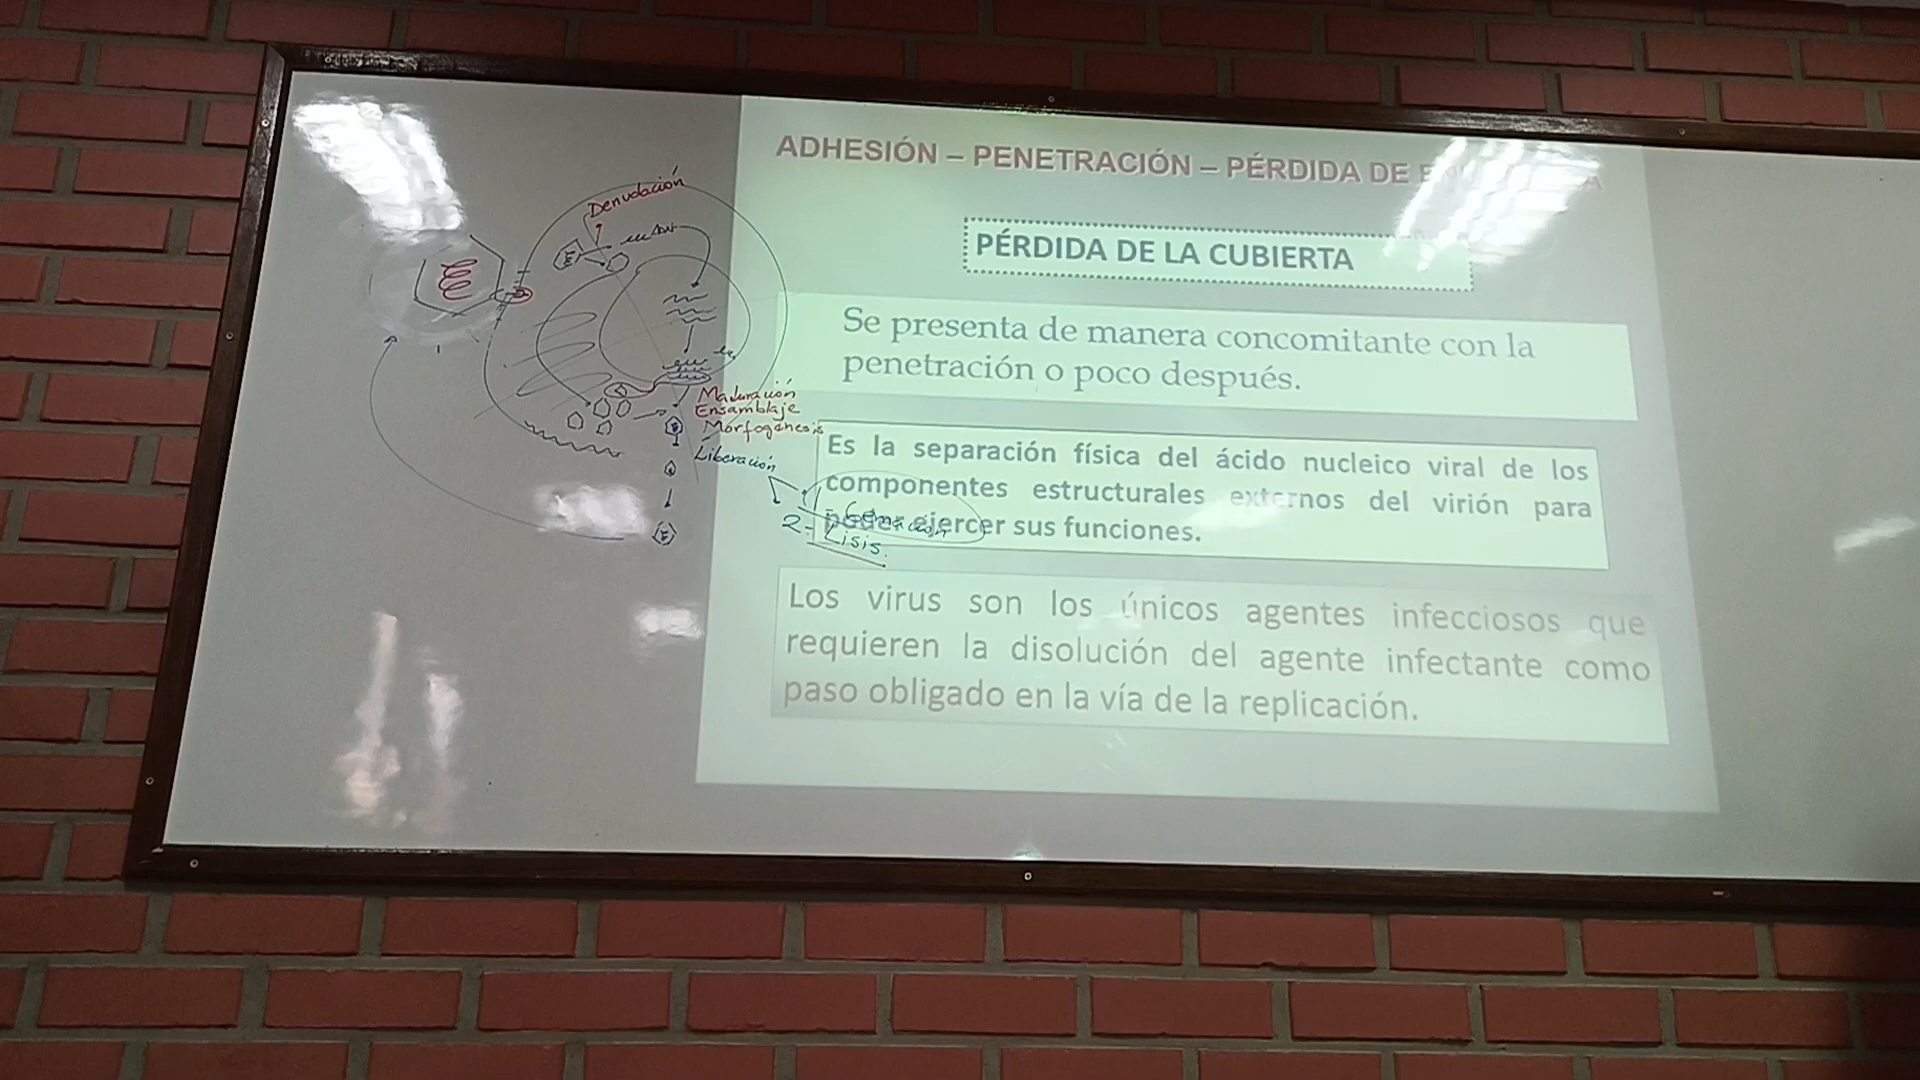 ADHESIÓN – PENETRACIÓN – PÉRDIDA DE
PÉRDIDA DE LA CUBIERTA
Se presenta de manera concomitante con la
penetración o poco después.
Es la separación física del ácido nucleico viral de los
componentes estructurales externos del virión para
poder ejercer sus funciones.
Los virus son los únicos agentes infecciosos que
requieren la disolución del agente infectante como
paso obligado en la vía de la replicación.
Denudación
Maduración
Ensamblaje
Morfogénesis
Liberación
2-
Lisis.